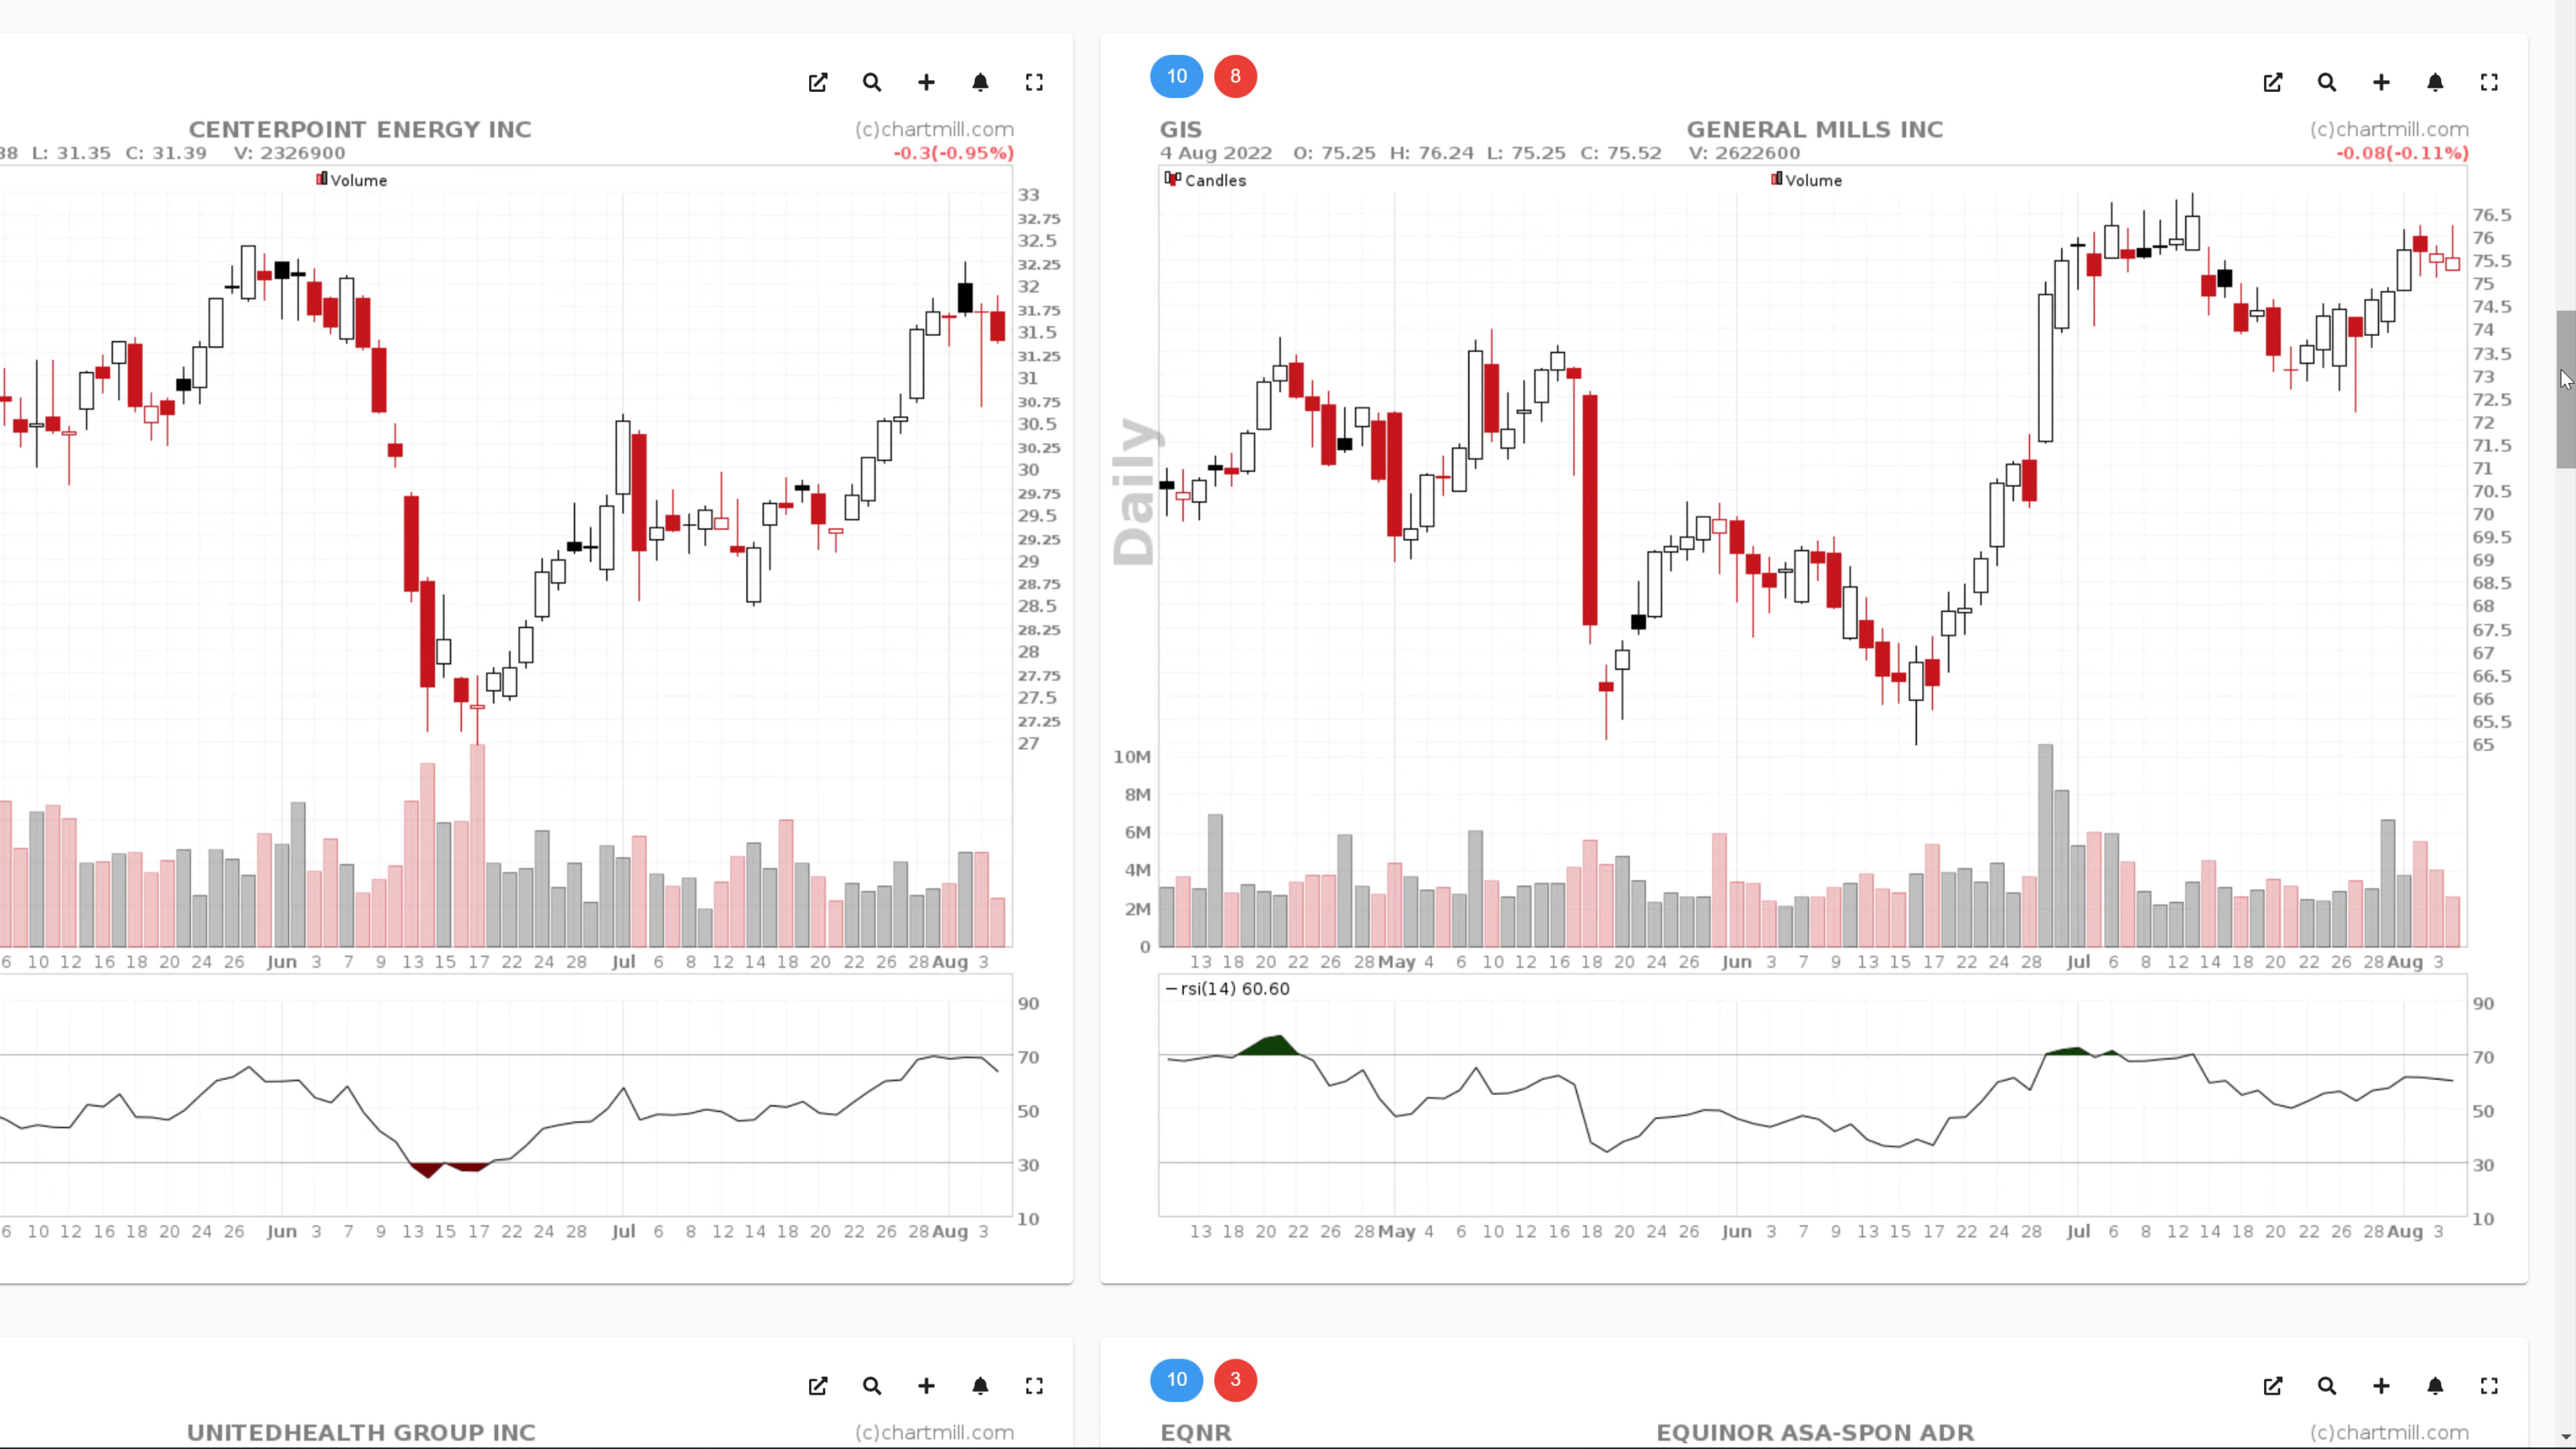 CENTERPOINT ENERGY INC
(c)chartmill.com
38 L: 31.35 C: 31.39 V: 2326900
-0.3(-0.95%)
Volume
33
32.75
32.5
32.25
32
31.75
31.5
31.25
31
30.75
30.5
30.25
30
29.75
29.5
29.25
29
28.75
28.5
28.25
28
27.75
27.5
27.25
27
6 10 12 16 18 20 24 26 Jun 3 7 9 13 15 17 22 24 28 Jul 6 8 12 14 18 20 22 26 28 Aug 3
90
70
50
30
10
6 10 12 16 18 20 24 26 Jun 3 7 9 13 15 17 22 24 28 Jul 6 8 12 14 18 20 22 26 28 Aug 3
10 8
GIS
GENERAL MILLS INC
(c)chartmill.com
4 Aug 2022 O: 75.25 H: 76.24 L: 75.25 C: 75.52 V: 2622600
-0.08(-0.11%)
Candles
Volume
Daily
76.5
76
75.5
75
74.5
74
73.5
73
72.5
72
71.5
71
70.5
70
69.5
69
68.5
68
67.5
67
66.5
66
65.5
65
10M
8M
6M
4M
2M
0
13 18 20 22 26 28 May 4 6 10 12 16 18 20 24 26 Jun 3 7 9 13 15 17 22 24 28 Jul 6 8 12 14 18 20 22 26 28 Aug 3
rsi(14) 60.60
90
70
50
30
10
13 18 20 22 26 28 May 4 6 10 12 16 18 20 24 26 Jun 3 7 9 13 15 17 22 24 28 Jul 6 8 12 14 18 20 22 26 28 Aug 3
UNITEDHEALTH GROUP INC
(c)chartmill.com
10 3
EQNR
EQUINOR ASA-SPON ADR
(c)chartmill.com